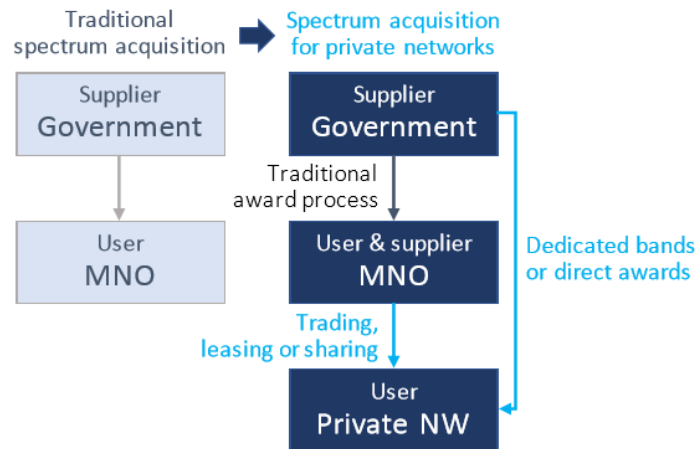 Traditional
spectrum acquisition
Spectrum acquisition
for private networks
Supplier
Government
User
MNO
Supplier
Government
Traditional
award process
User & supplier
MNO
Dedicated bands
or direct awards
Trading,
leasing or sharing
User
Private NW